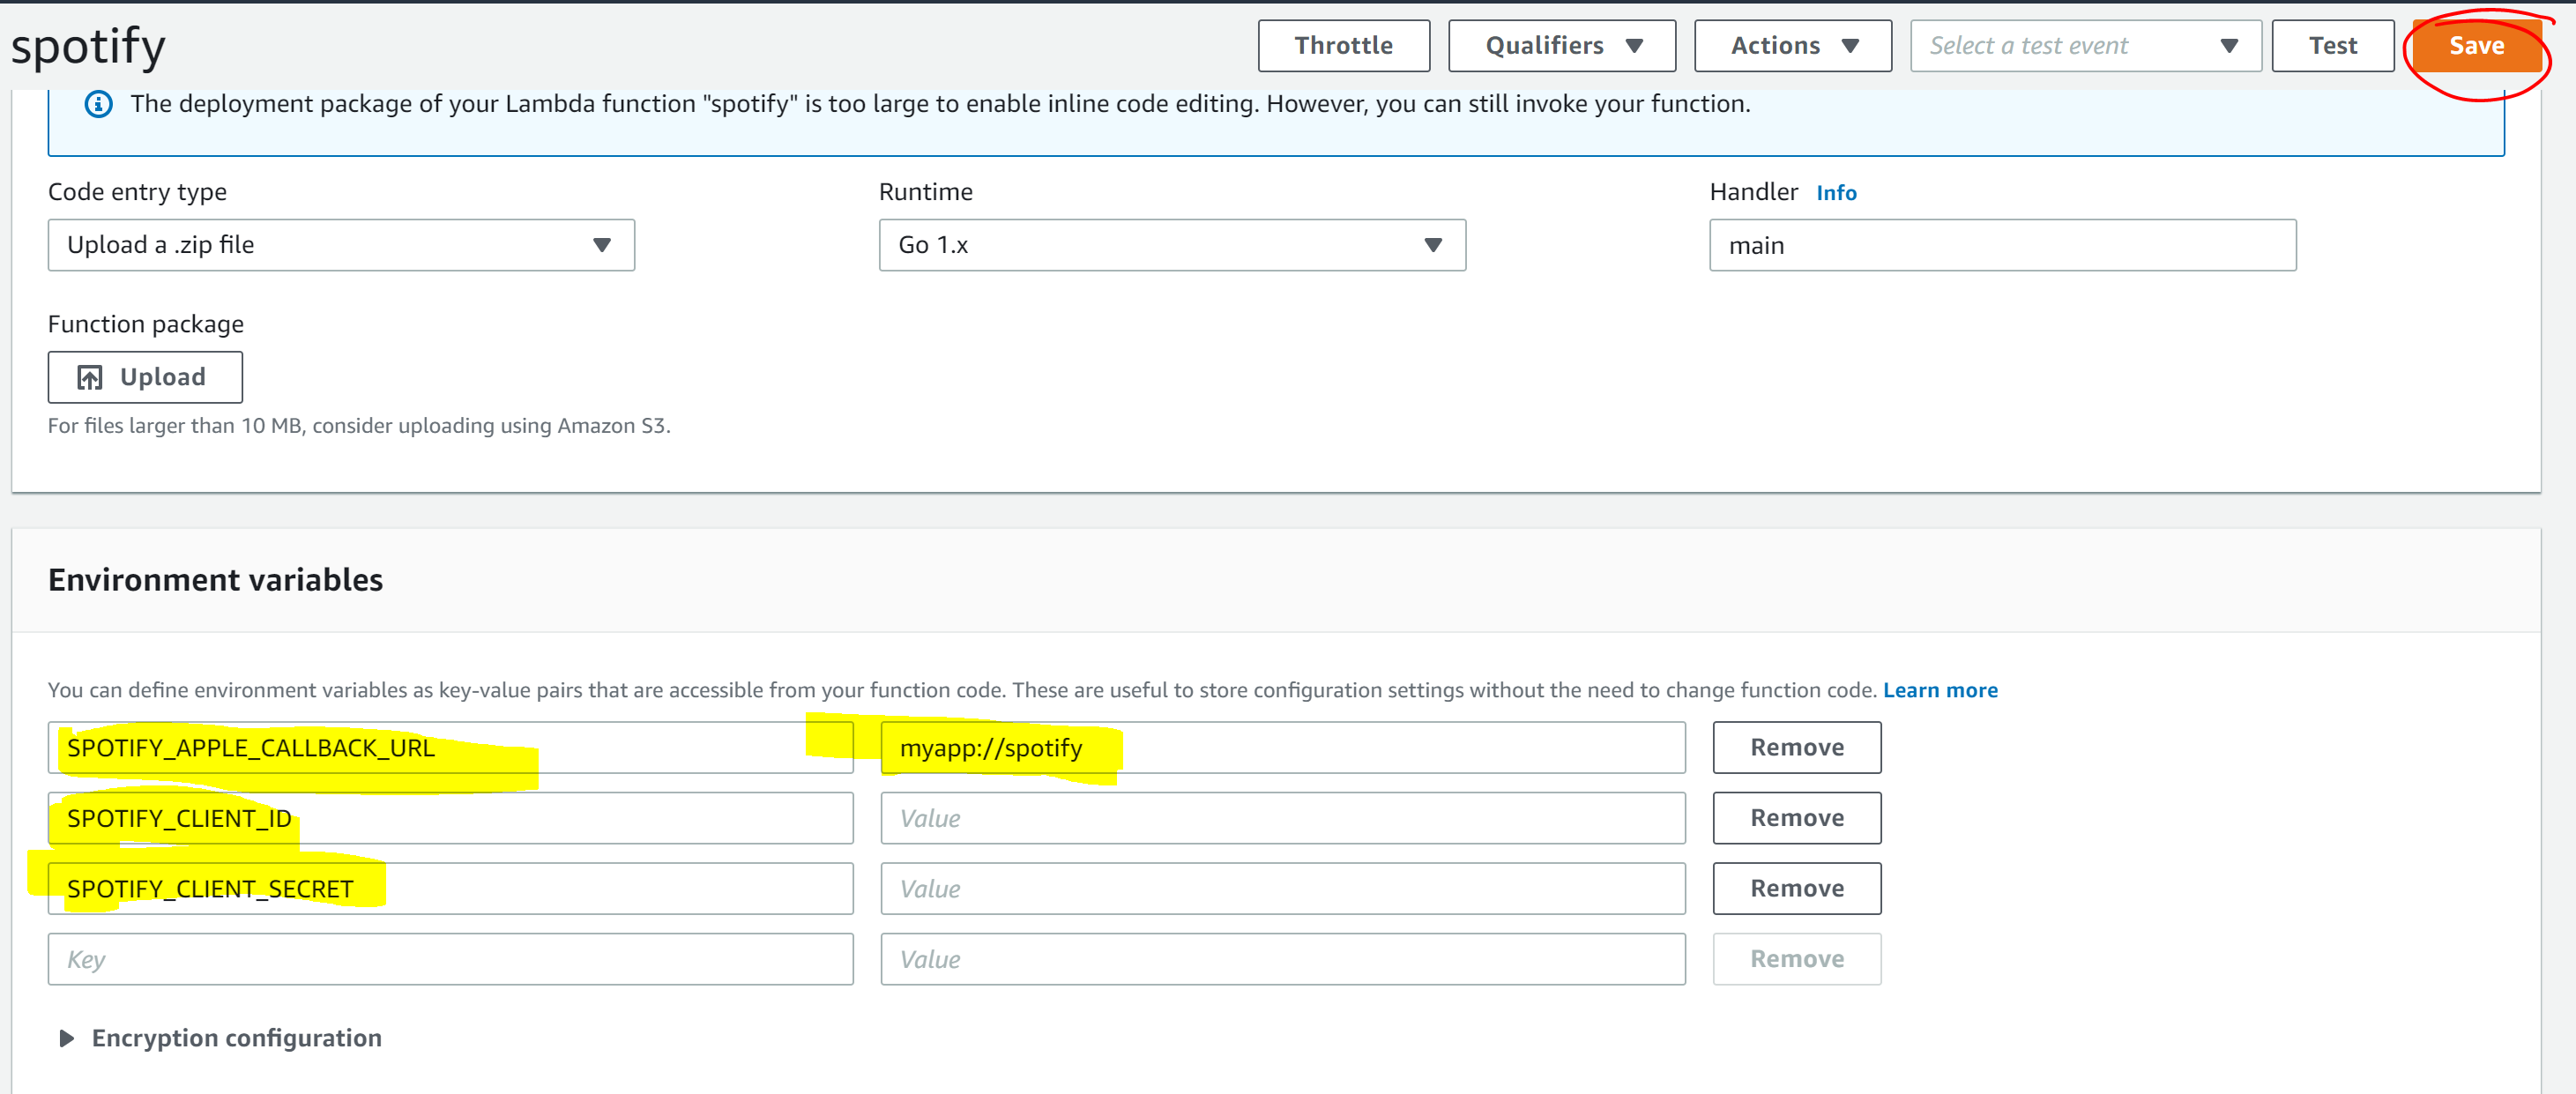 spotify
Throttle
Qualifiers
Actions
Select a test event
Test
Save
The deployment package of your Lambda function "spotify" is too large to enable inline code editing. However, you can still invoke your function.
Code entry type
Runtime
Handler Info
Upload a .zip file
Go 1.x
main
Function package
Upload
For files larger than 10 MB, consider uploading using Amazon S3.
Environment variables
You can define environment variables as key-value pairs that are accessible from your function code. These are useful to store configuration settings without the need to change function code. Learn more
SPOTIFY_APPLE_CALLBACK_URL
myapp://spotify
Remove
SPOTIFY_CLIENT_ID
Value
Remove
SPOTIFY_CLIENT_SECRET
Value
Remove
Key
Value
Remove
Encryption configuration